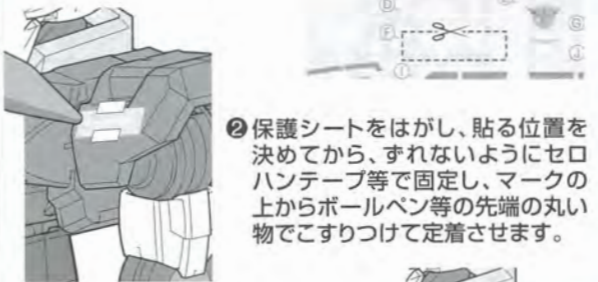 Ⓓ
Ⓕ
Ⓖ
Ⓘ
Ⓙ
❷保護シートをはがし、貼る位置を
決めてから、ずれないようにセロ
ハンテープ等で固定し、マークの
上からボールペン等の先端の丸い
物でこすりつけて定着させます。